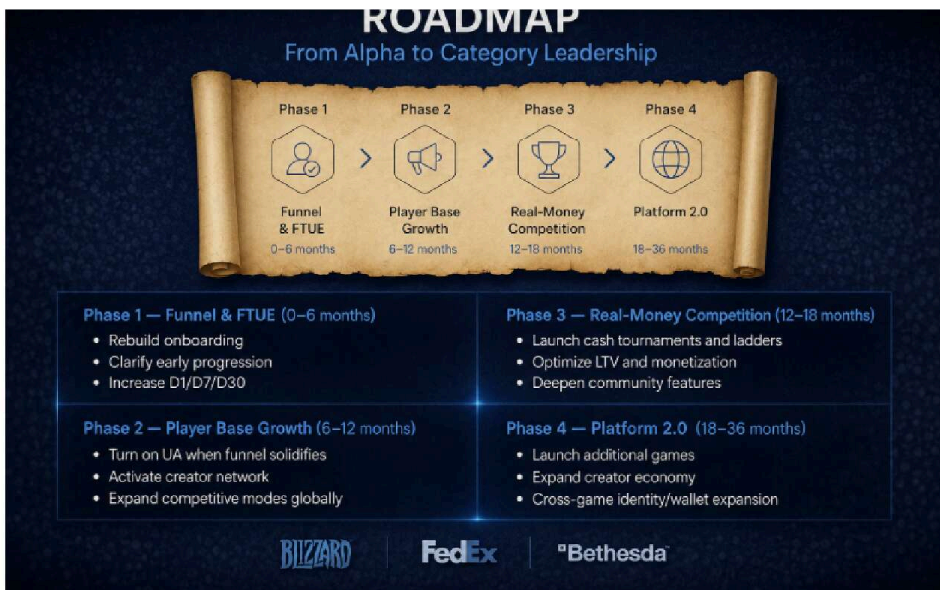 ROADMAP
From Alpha to Category Leadership
Phase 1
Phase 2
Phase 3
Phase 4
Funnel
& FTUE
Player Base
Growth
Real-Money
Competition
Platform 2.0
0–6 months
6–12 months
12–18 months
18–36 months
Phase 1 — Funnel & FTUE (0–6 months)
• Rebuild onboarding
• Clarify early progression
• Increase D1/D7/D30
Phase 2 — Player Base Growth (6–12 months)
• Turn on UA when funnel solidifies
• Activate creator network
• Expand competitive modes globally
Phase 3 — Real-Money Competition (12–18 months)
• Launch cash tournaments and ladders
• Optimize LTV and monetization
• Deepen community features
Phase 4 — Platform 2.0 (18–36 months)
• Launch additional games
• Expand creator economy
• Cross-game identity/wallet expansion
BLIZZARD
FedEx
Bethesda